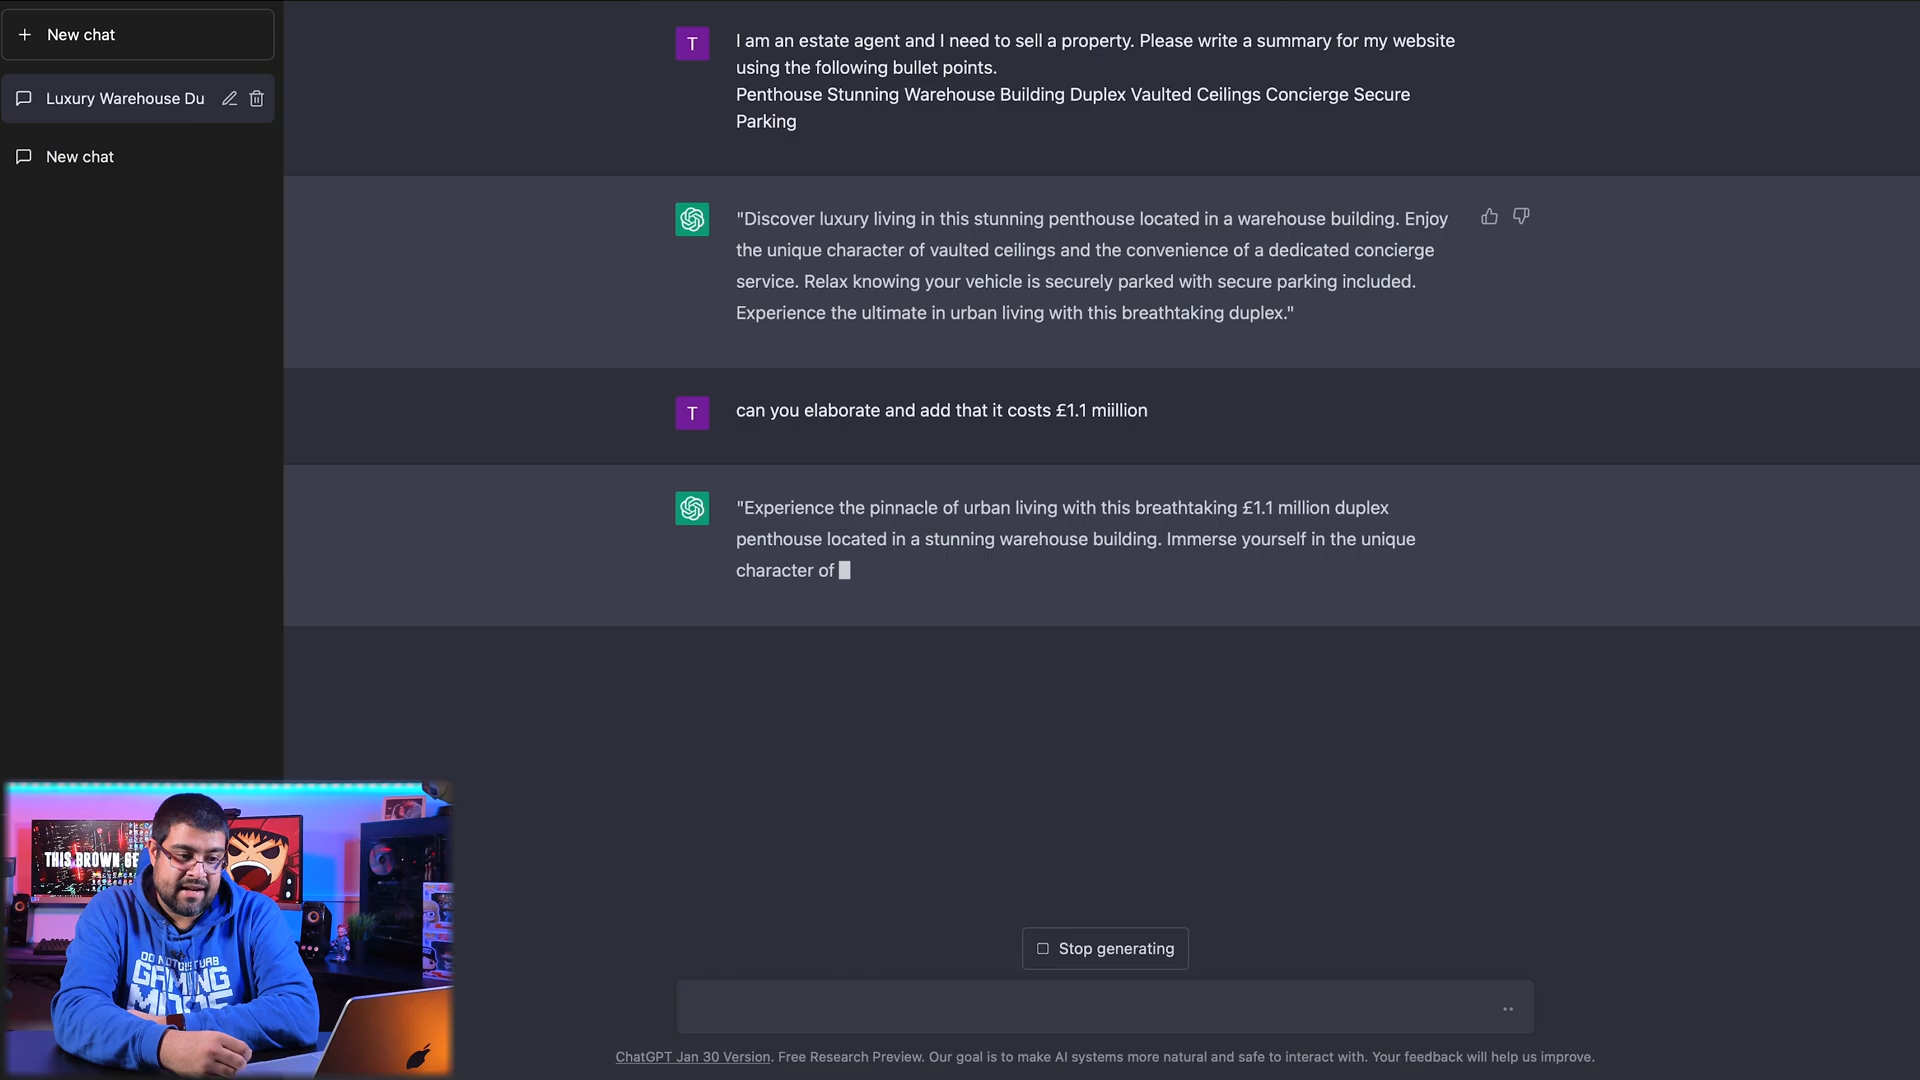 New chat
Luxury Warehouse Du
New chat
T
I am an estate agent and I need to sell a property. Please write a summary for my website
using the following bullet points.
Penthouse Stunning Warehouse Building Duplex Vaulted Ceilings Concierge Secure
Parking
"Discover luxury living in this stunning penthouse located in a warehouse building. Enjoy
the unique character of vaulted ceilings and the convenience of a dedicated concierge
service. Relax knowing your vehicle is securely parked with secure parking included.
Experience the ultimate in urban living with this breathtaking duplex."
T
can you elaborate and add that it costs £1.1 miillion
"Experience the pinnacle of urban living with this breathtaking £1.1 million duplex
penthouse located in a stunning warehouse building. Immerse yourself in the unique
character of
Stop generating
ChatGPT Jan 30 Version. Free Research Preview. Our goal is to make AI systems more natural and safe to interact with. Your feedback will help us improve.
THIS BROWN GE
DO NOT DISTURB
GAMING
MODE